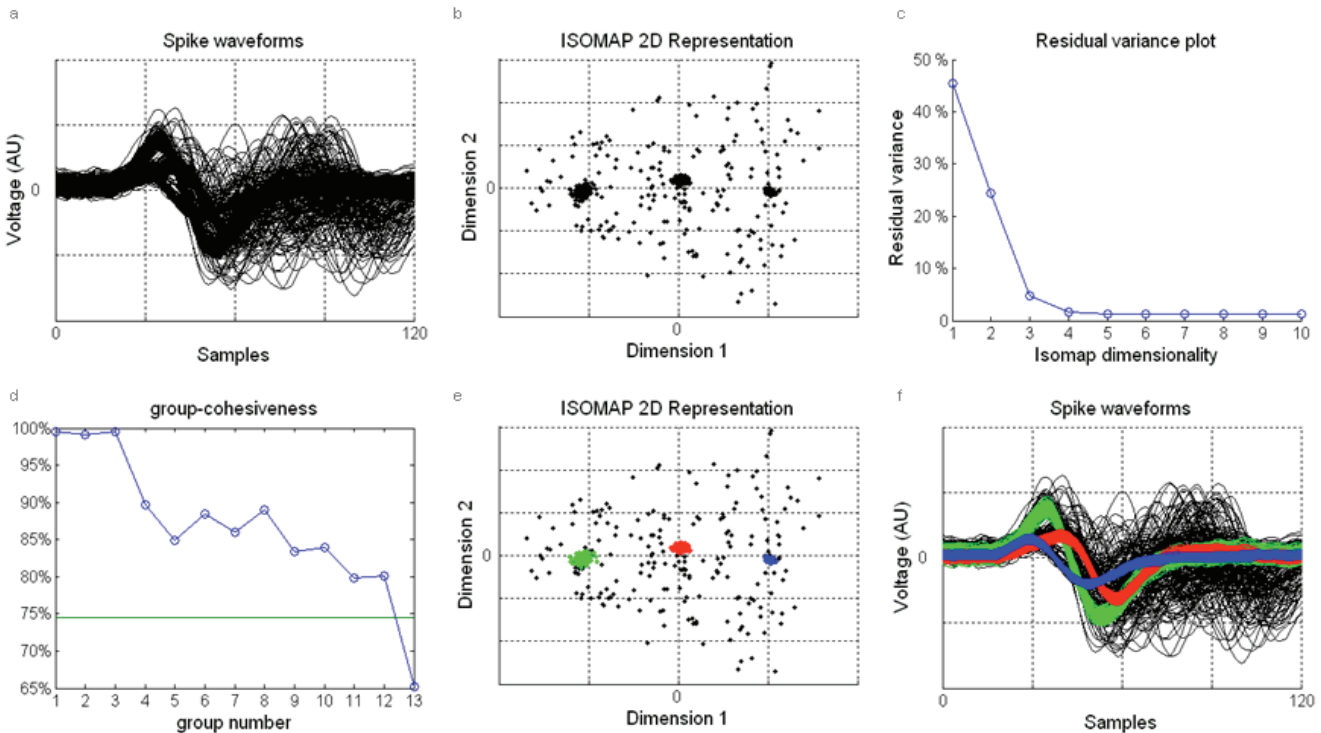 a
Spike waveforms
Voltage (AU)
0
0
120
Samples
b
ISOMAP 2D Representation
Dimension 2
0
0
Dimension 1
c
Residual variance plot
Residual variance
50 %
40 %
30 %
20 %
10 %
0
1 2 3 4 5 6 7 8 9 10
Isomap dimensionality
d
group-cohesiveness
100%
95%
90%
85%
80%
75%
70%
65%
1 2 3 4 5 6 7 8 9 10 11 12 13
group number
e
ISOMAP 2D Representation
Dimension 2
0
0
Dimension 1
f
Spike waveforms
Voltage (AU)
0
0
120
Samples